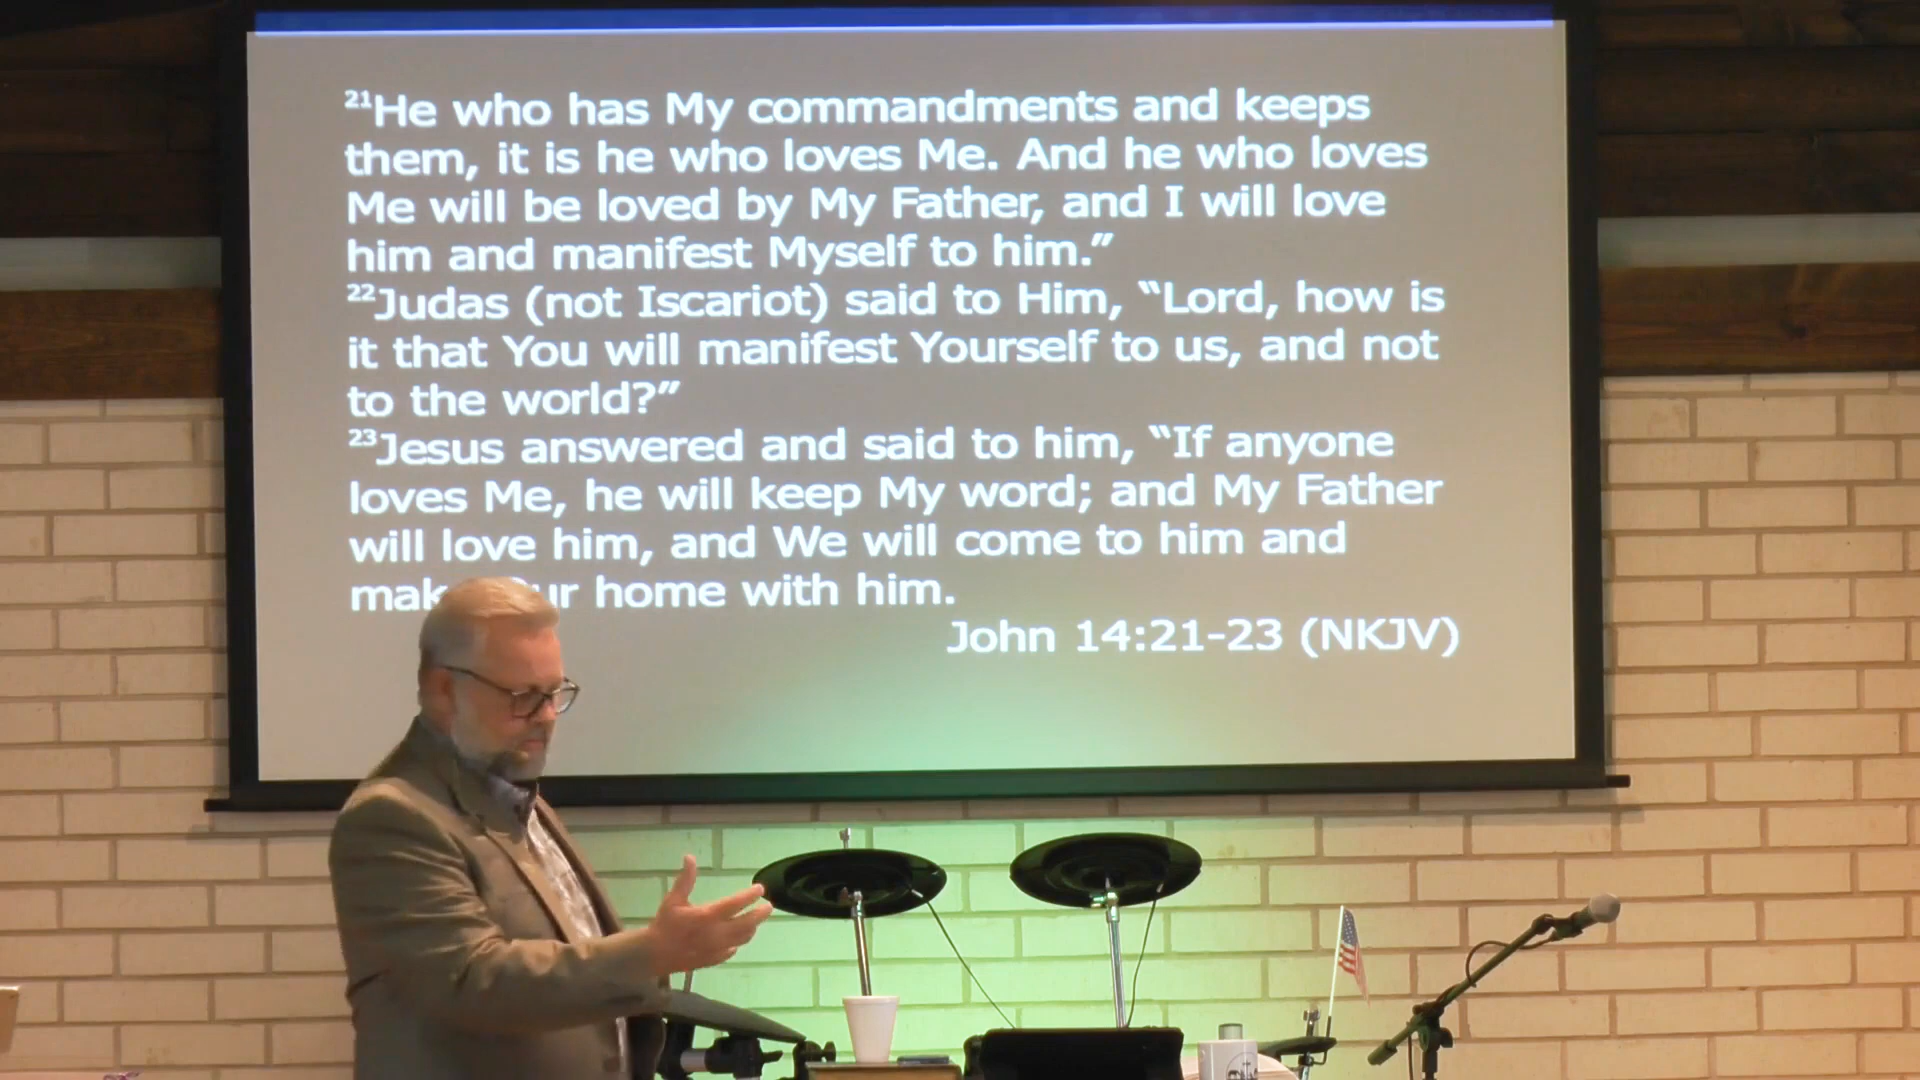 ²¹He who has My commandments and keeps
them, it is he who loves Me. And he who loves
Me will be loved by My Father, and I will love
him and manifest Myself to him.”
²²Judas (not Iscariot) said to Him, “Lord, how is
it that You will manifest Yourself to us, and not
to the world?”
²³Jesus answered and said to him, “If anyone
loves Me, he will keep My word; and My Father
will love him, and We will come to him and
home with him.
John 14:21-23 (NKJV)